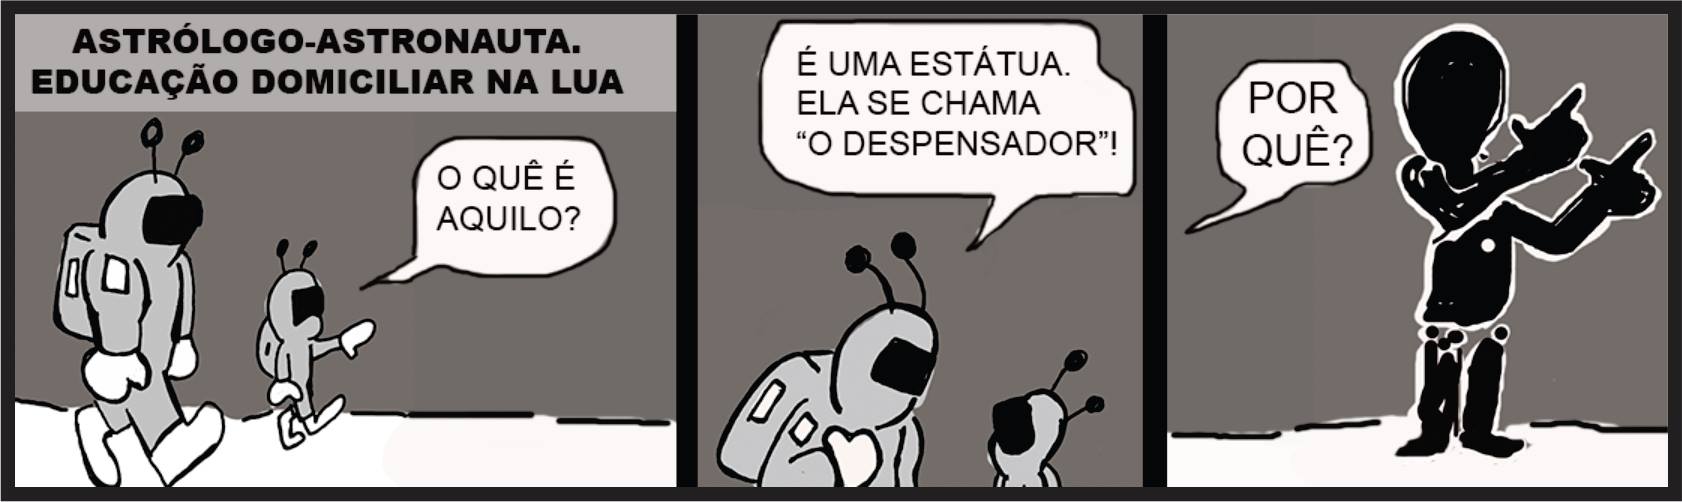 ASTRÓLOGO-ASTRONAUTA.
EDUCAÇÃO DOMICILIAR NA LUA
O QUÊ É
AQUILO?
É UMA ESTÁTUA.
ELA SE CHAMA
“O DESPENSADOR”!
POR
QUÊ?